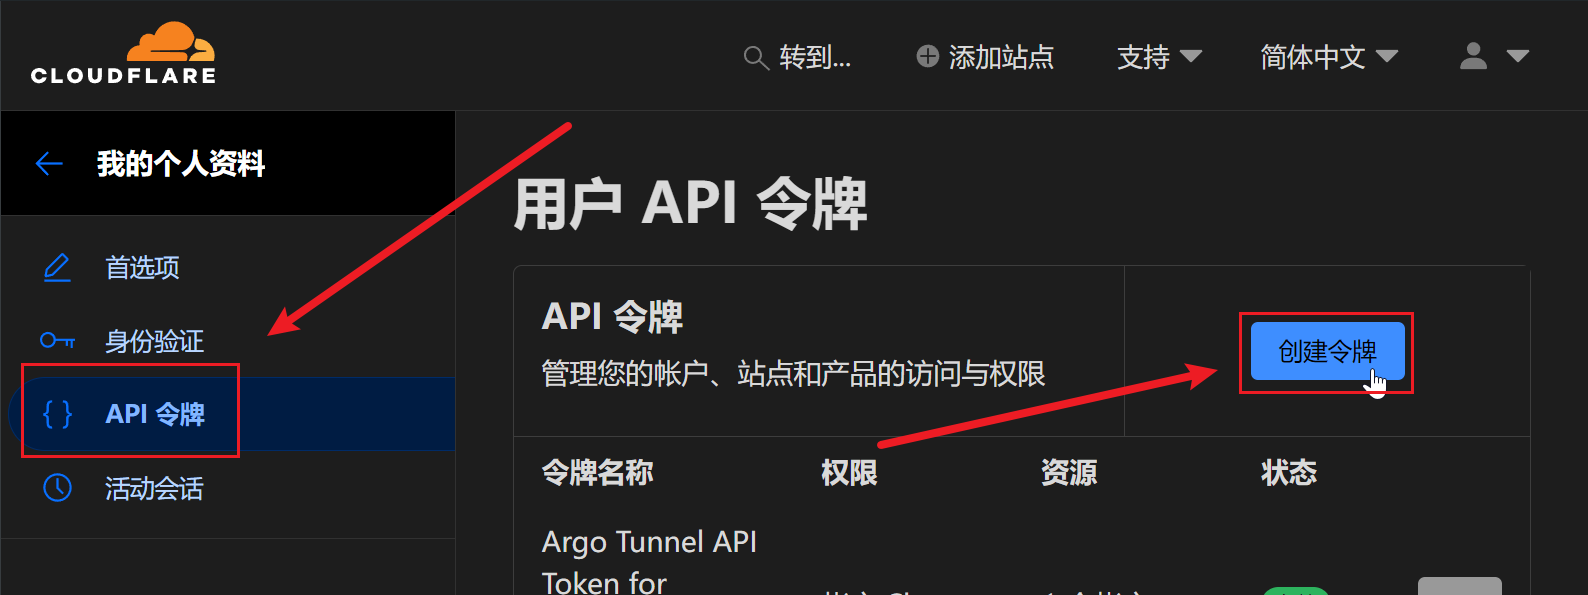 CLOUDFLARE
转到...
添加站点
支持
简体中文
我的个人资料
首选项
身份验证
API 令牌
活动会话
用户 API 令牌
API 令牌
管理您的帐户、站点和产品的访问与权限
创建令牌
令牌名称
权限
资源
状态
Argo Tunnel API
Token for